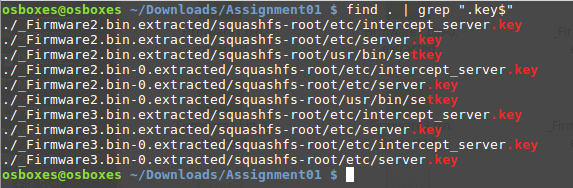 osboxes@osboxes ~/Downloads/Assignment01 $ find . | grep ".key$"
./_Firmware2.bin.extracted/squashfs-root/etc/intercept_server.key
./_Firmware2.bin.extracted/squashfs-root/etc/server.key
./_Firmware2.bin.extracted/squashfs-root/usr/bin/setkey
./_Firmware2.bin-0.extracted/squashfs-root/etc/intercept_server.key
./_Firmware2.bin-0.extracted/squashfs-root/etc/server.key
./_Firmware2.bin-0.extracted/squashfs-root/usr/bin/setkey
./_Firmware3.bin.extracted/squashfs-root/etc/intercept_server.key
./_Firmware3.bin.extracted/squashfs-root/etc/server.key
./_Firmware3.bin-0.extracted/squashfs-root/etc/intercept_server.key
./_Firmware3.bin-0.extracted/squashfs-root/etc/server.key
osboxes@osboxes ~/Downloads/Assignment01 $